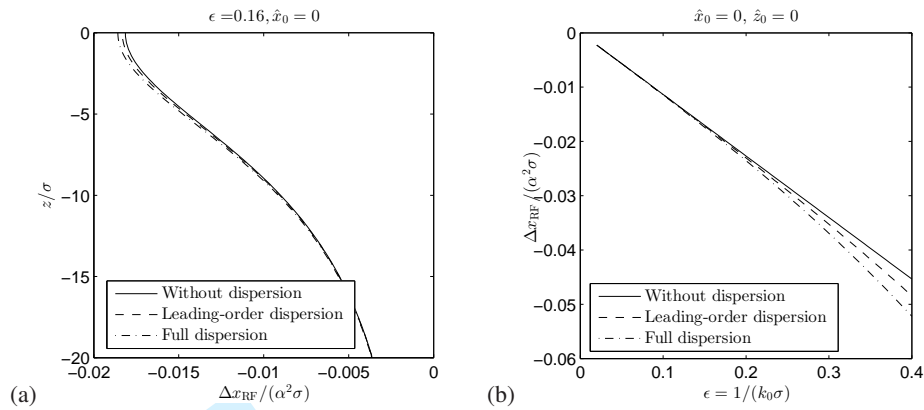 ϵ =0.16, x̂₀ = 0
0
−5
−10
−15
−20
z/σ
Without dispersion
Leading-order dispersion
Full dispersion
−0.02
−0.015
−0.01
−0.005
0
(a)
Δx_RF/(α²σ)
x̂₀ = 0, ẑ₀ = 0
0
−0.01
−0.02
−0.03
−0.04
−0.05
−0.06
Δx_RF/(α²σ)
Without dispersion
Leading-order dispersion
Full dispersion
0
0.1
0.2
0.3
0.4
(b)
ϵ = 1/(k₀σ)